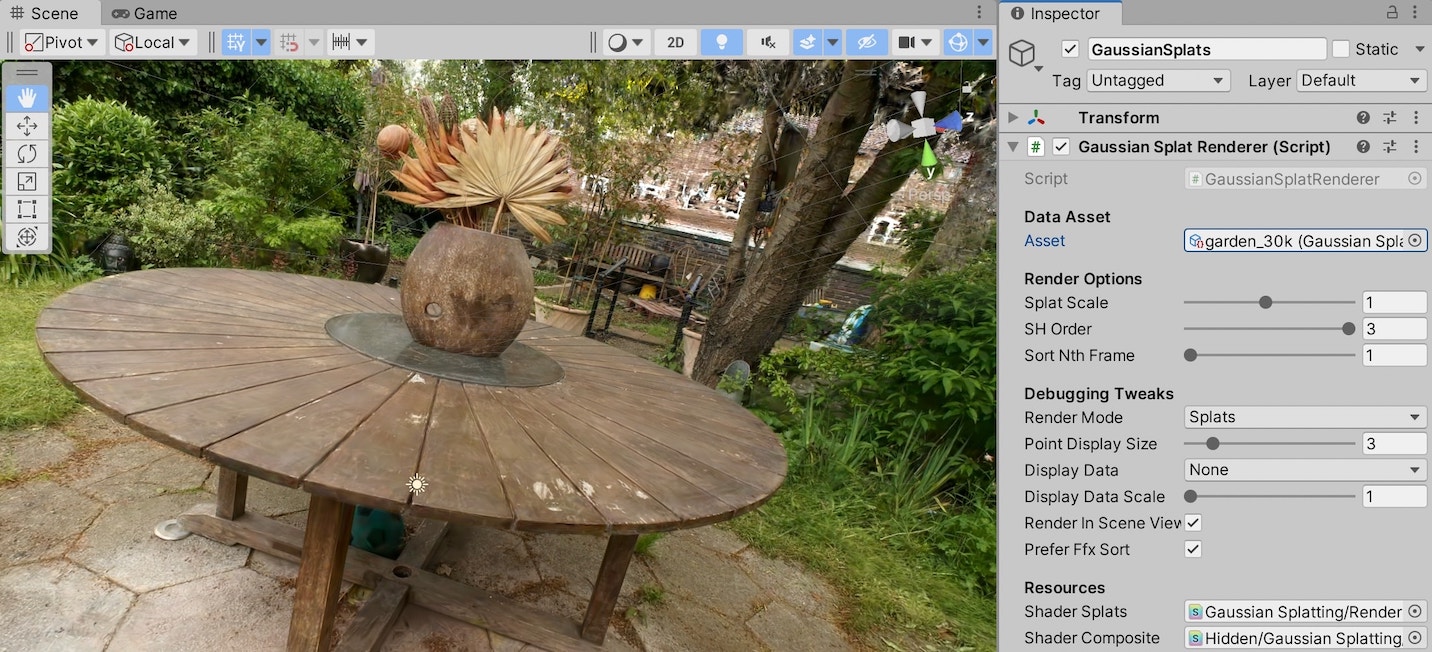 Scene Game
Pivot Local 2D
y
Inspector
GaussianSplats Static
Tag Untagged Layer Default
Transform
# Gaussian Splat Renderer (Script)
Script # GaussianSplatRenderer
Data Asset
Asset garden_30k (Gaussian Spla
Render Options
Splat Scale 1
SH Order 3
Sort Nth Frame 1
Debugging Tweaks
Render Mode Splats
Point Display Size 3
Display Data None
Display Data Scale 1
Render In Scene View
Prefer Ffx Sort
Resources
Shader Splats S Gaussian Splatting/Render
Shader Composite S Hidden/Gaussian Splatting